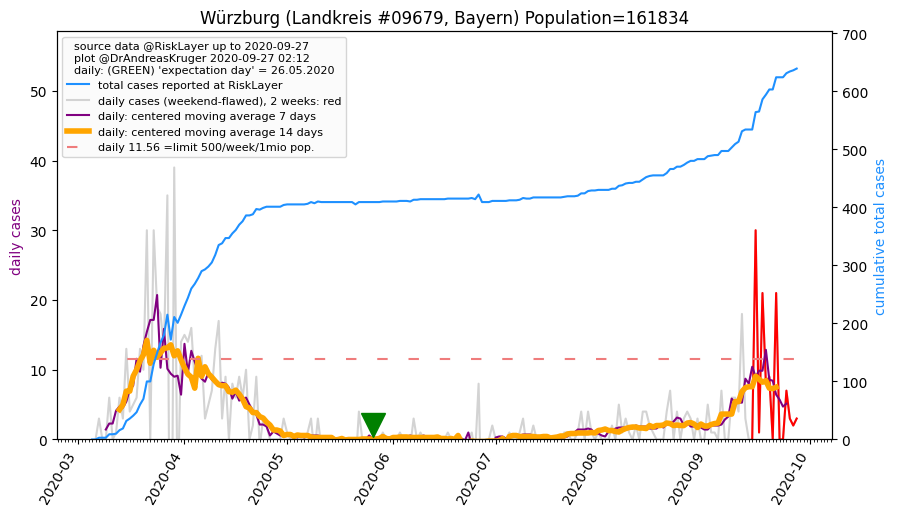 Würzburg (Landkreis #09679, Bayern) Population=161834
source data @RiskLayer up to 2020-09-27
plot @DrAndreasKruger 2020-09-27 02:12
daily: (GREEN) 'expectation day' = 26.05.2020
total cases reported at RiskLayer
daily cases (weekend-flawed), 2 weeks: red
daily: centered moving average 7 days
daily: centered moving average 14 days
daily 11.56 =limit 500/week/1mio pop.
daily cases
0
10
20
30
40
50
cumulative total cases
0
100
200
300
400
500
600
700
2020-03
2020-04
2020-05
2020-06
2020-07
2020-08
2020-09
2020-10